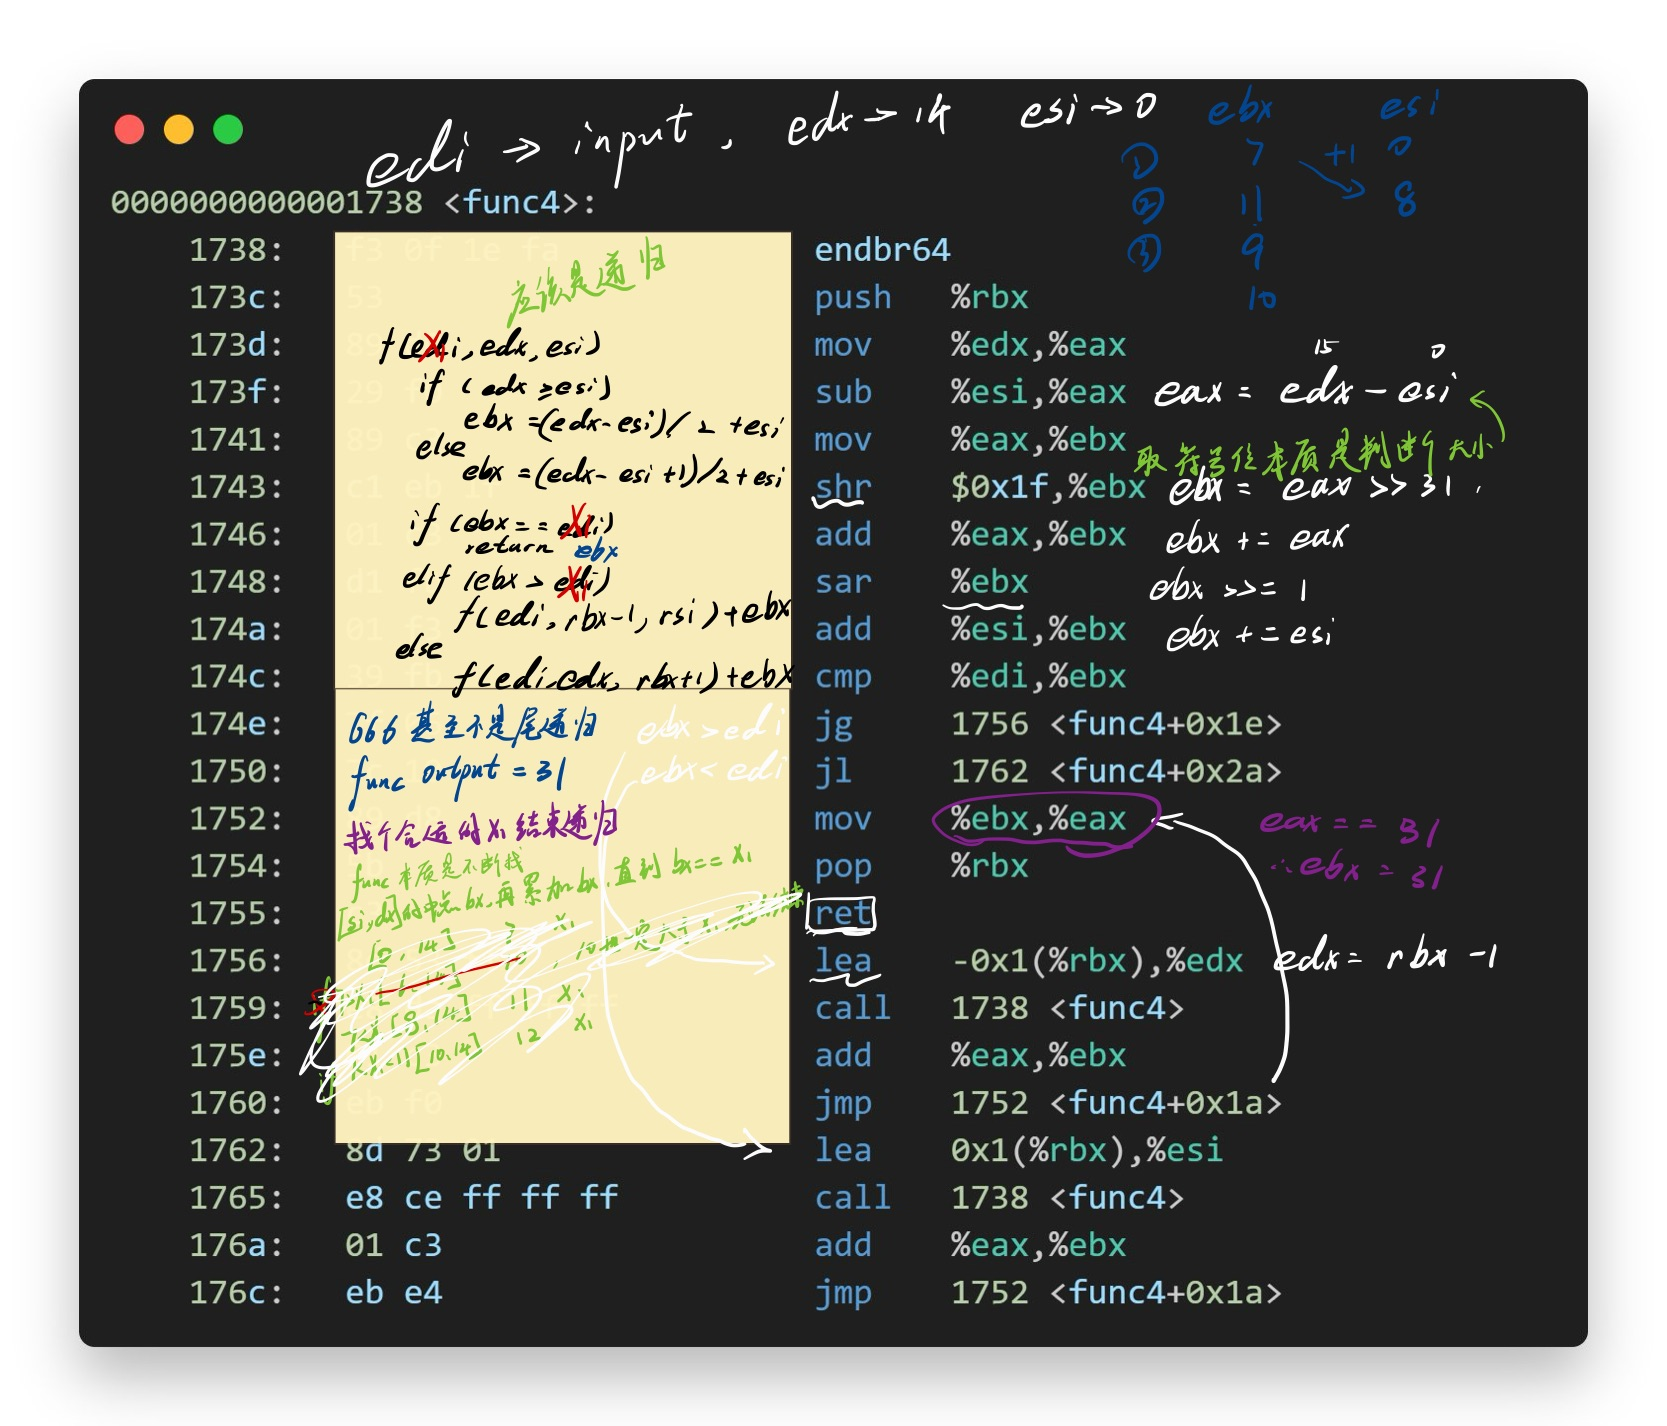 edi → input, edx → 14 esi → 0
ebx esi
① 7 +1 0
② 11 8
③ 9
10
0000000000001738 <func4>:
1738: f3 0f 1e fa endbr64
应该是递归
173c: 53 push %rbx
f(edi, edx, esi)
173d: 89 mov %edx,%eax
15 0
if (edx ≥ esi)
173f: 29 sub %esi,%eax eax = edx - esi
ebx = (edx-esi)/2 + esi
1741: 89 mov %eax,%ebx
取符号位本质是判断个大小
else
ebx = (edx - esi + 1)/2 + esi
1743: c1 eb 1f shr $0x1f,%ebx ebx = eax >> 31
if (ebx == edi)
1746: 01 add %eax,%ebx ebx += eax
return ebx
elif (ebx > edi)
1748: d1 sar %ebx ebx >>= 1
f(edi, rbx-1, rsi) + ebx
174a: 01 add %esi,%ebx ebx += esi
else
174c: 39 fb cmp %edi,%ebx
f(edi, edx, rbx+1) + ebx
666 甚至不是尾递归 ebx > edi
174e: jg 1756 <func4+0x1e>
func output = 31 ebx < edi
1750: jl 1762 <func4+0x2a>
找个合适的 x1 结束递归
1752: mov %ebx,%eax eax == 31
func 本质是不断找
1754: pop %rbx ∴ebx = 31
[si,dx]的中点bx,再累加bx,直到 bx == x1
1755: ret
[0,14] 7 x1
1756: lea -0x1(%rbx),%edx edx = rbx - 1
1759: call 1738 <func4>
[8,14] 11 x1
175e: add %eax,%ebx
[10,14] 12 x1
1760: eb f0 jmp 1752 <func4+0x1a>
1762: 8d 73 01 lea 0x1(%rbx),%esi
1765: e8 ce ff ff ff call 1738 <func4>
176a: 01 c3 add %eax,%ebx
176c: eb e4 jmp 1752 <func4+0x1a>